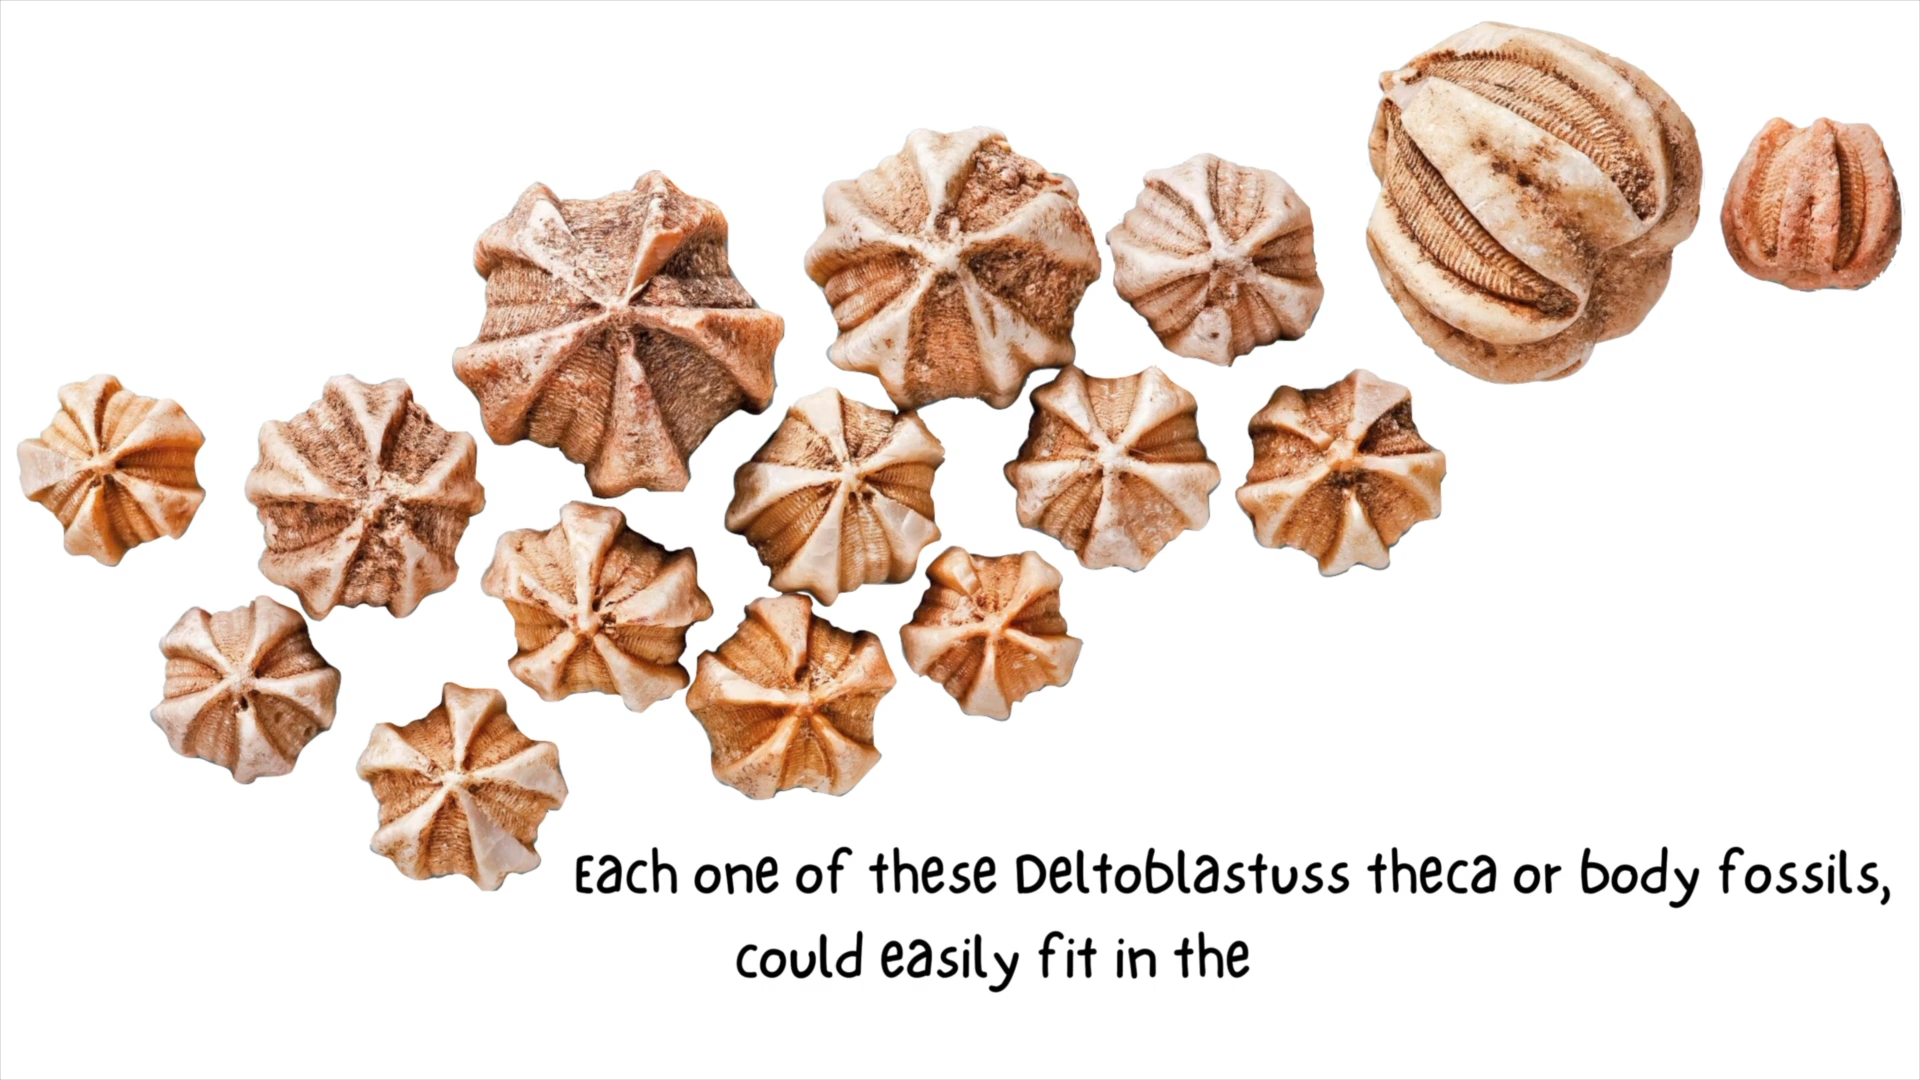 Each one of these Deltoblastuss theca or body fossils,
could easily fit in the